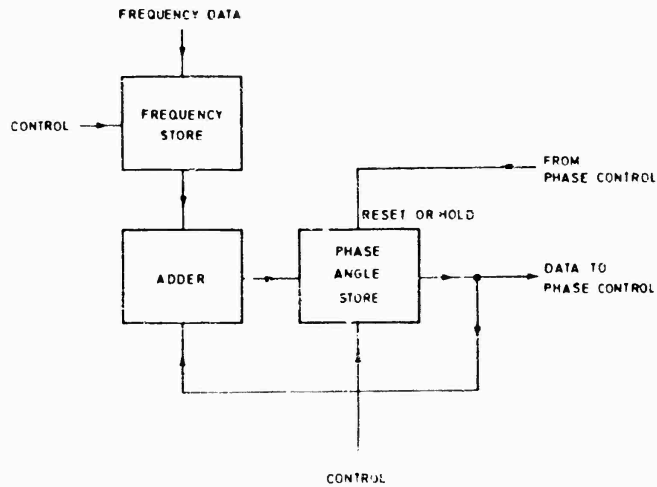 FREQUENCY DATA
FREQUENCY
STORE
CONTROL
FROM
PHASE CONTROL
RESET OR HOLD
ADDER
PHASE
ANGLE
STORE
DATA TO
PHASE CONTROL
CONTROL